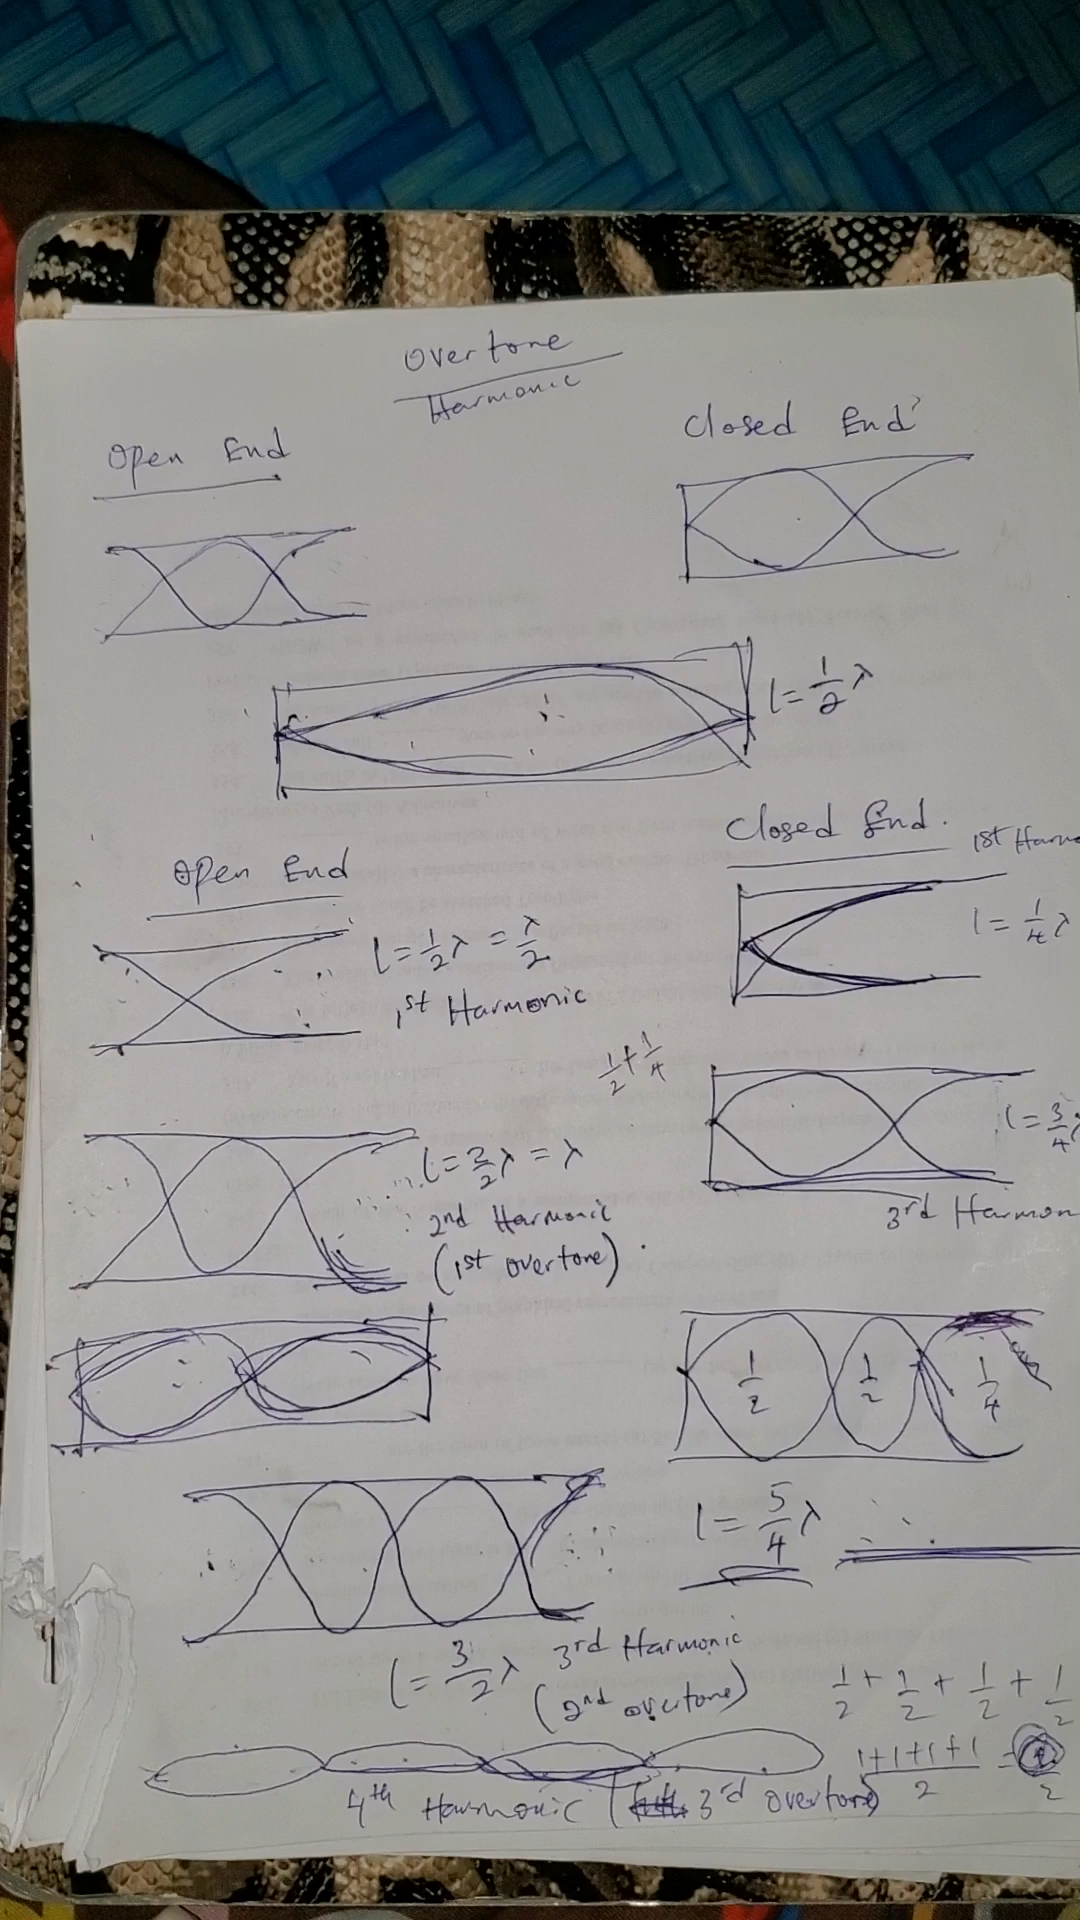 Overtone
Harmonic
Open End
Closed End
l = 1/2 λ
Closed End.
1st Harmo
Open End
l = 1/2 λ = λ/2
1st Harmonic
l = 1/4 λ
1/2 + 1/4
l = 3/4 λ
3rd Harmon
l = 2/2 λ = λ
2nd Harmonic
(1st overtone)
1/2 1/2 1/4
l = 5/4 λ
l = 3/2 λ
3rd Harmonic
(2nd overtone)
1/2 + 1/2 + 1/2 + 1/2
1+1+1+1/2 =
4th Harmonic ( 3rd overtone)